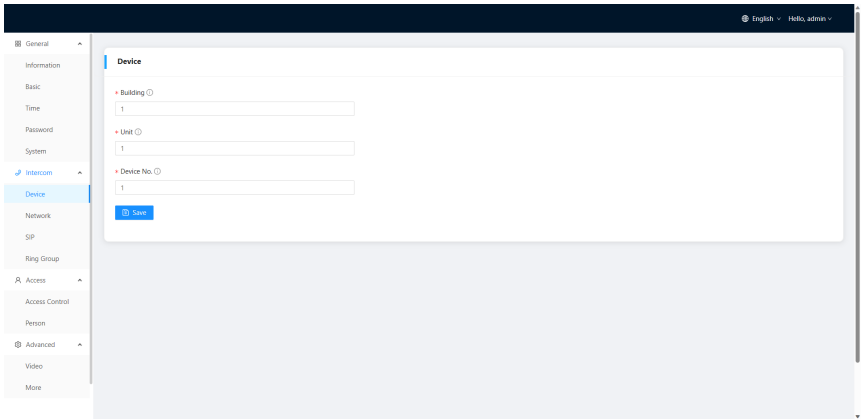 English Hello, admin
General
Information
Basic
Time
Password
System
Intercom
Device
Network
SIP
Ring Group
Access
Access Control
Person
Advanced
Video
More
Device
* Building
1
* Unit
1
* Device No.
1
Save